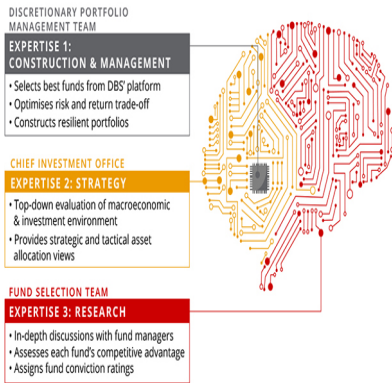 DISCRETIONARY PORTFOLIO
MANAGEMENT TEAM
EXPERTISE 1:
CONSTRUCTION & MANAGEMENT
• Selects best funds from DBS' platform
• Optimises risk and return trade-off
• Constructs resilient portfolios
CHIEF INVESTMENT OFFICE
EXPERTISE 2: STRATEGY
• Top-down evaluation of macroeconomic
& investment environment
• Provides strategic and tactical asset
allocation views
FUND SELECTION TEAM
EXPERTISE 3: RESEARCH
• In-depth discussions with fund managers
• Assesses each fund's competitive advantage
• Assigns fund conviction ratings